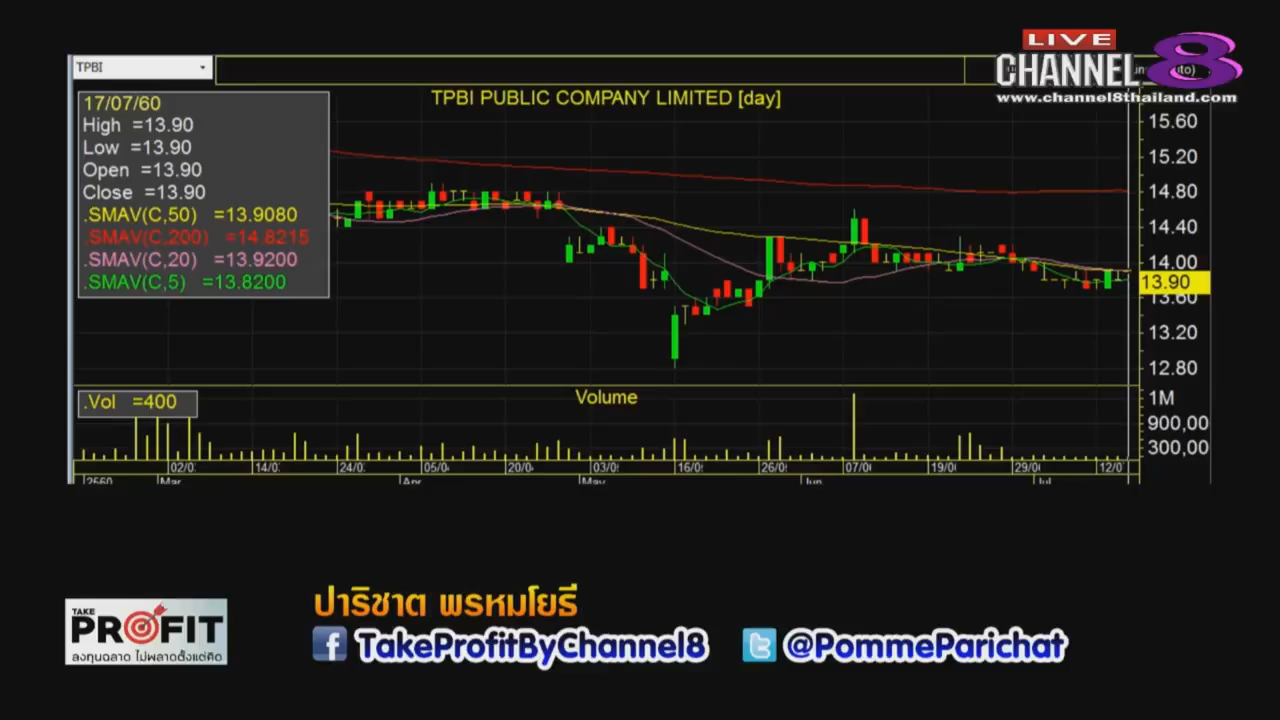 LIVE
CHANNEL 8
www.channel8thailand.com
TPBI
TPBI PUBLIC COMPANY LIMITED [day]
17/07/60
High =13.90
Low =13.90
Open =13.90
Close =13.90
.SMAV(C,50) =13.9080
.SMAV(C,200) =14.8215
.SMAV(C,20) =13.9200
.SMAV(C,5) =13.8200
15.60
15.20
14.80
14.40
14.00
13.90
13.60
13.20
12.80
.Vol =400
Volume
1M
900,00
300,00
02/0 14/0 24/0 05/0 20/0 03/0 16/0 26/0 07/0 19/0 29/0 12/0
2560 Mar Apr May Jun Jul
TAKE
PROFIT
ลงทุนฉลาด ไม่พลาดตั้งแต่คิด
ปาริชาต พรหมโยธี
TakeProfitByChannel8 @PommeParichat